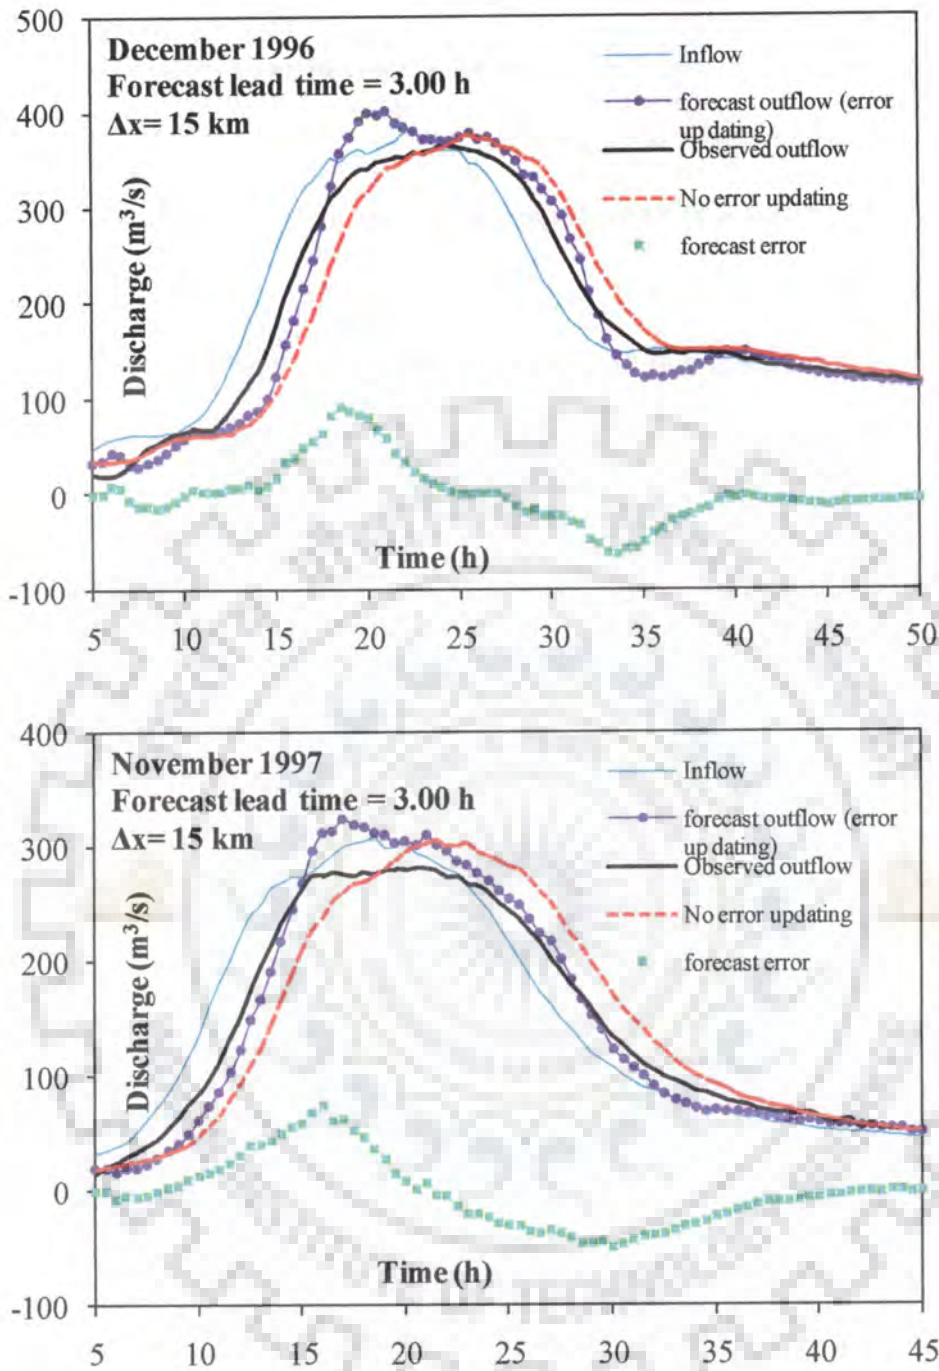 500
400
300
200
100
0
-100
Discharge (m³/s)
December 1996
Forecast lead time = 3.00 h
Δx= 15 km
Inflow
forecast outflow (error
up dating)
Observed outflow
No error updating
forecast error
Time (h)
5 10 15 20 25 30 35 40 45 50
400
300
200
100
0
-100
Discharge (m³/s)
November 1997
Forecast lead time = 3.00 h
Δx= 15 km
Inflow
forecast outflow (error
up dating)
Observed outflow
No error updating
forecast error
Time (h)
5 10 15 20 25 30 35 40 45